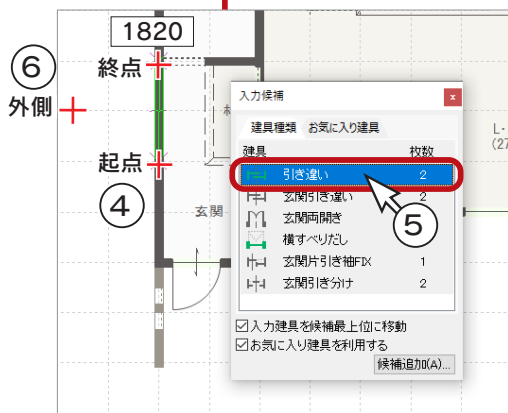 1820
⑥
終点
外側
起点
④
玄関
L・
(27
入力候補
x
建具種類 お気に入り建具
建具 枚数
引き違い 2
玄関引き違い 2
玄関両開き
横すべりだし
玄関片引き袖FIX 1
玄関引き分け 2
⑤
入力建具を候補最上位に移動
お気に入り建具を利用する
候補追加(A)...